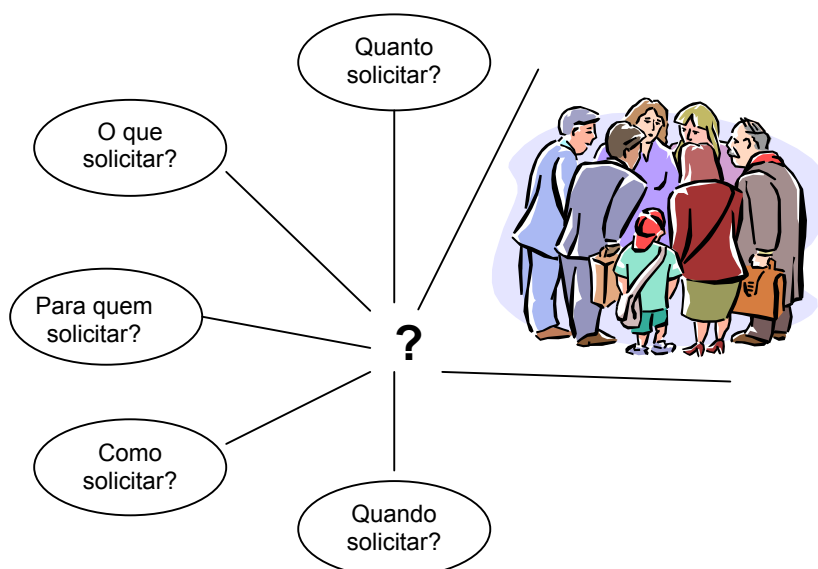 Quanto
solicitar?
O que
solicitar?
Para quem
solicitar?
?
Como
solicitar?
Quando
solicitar?